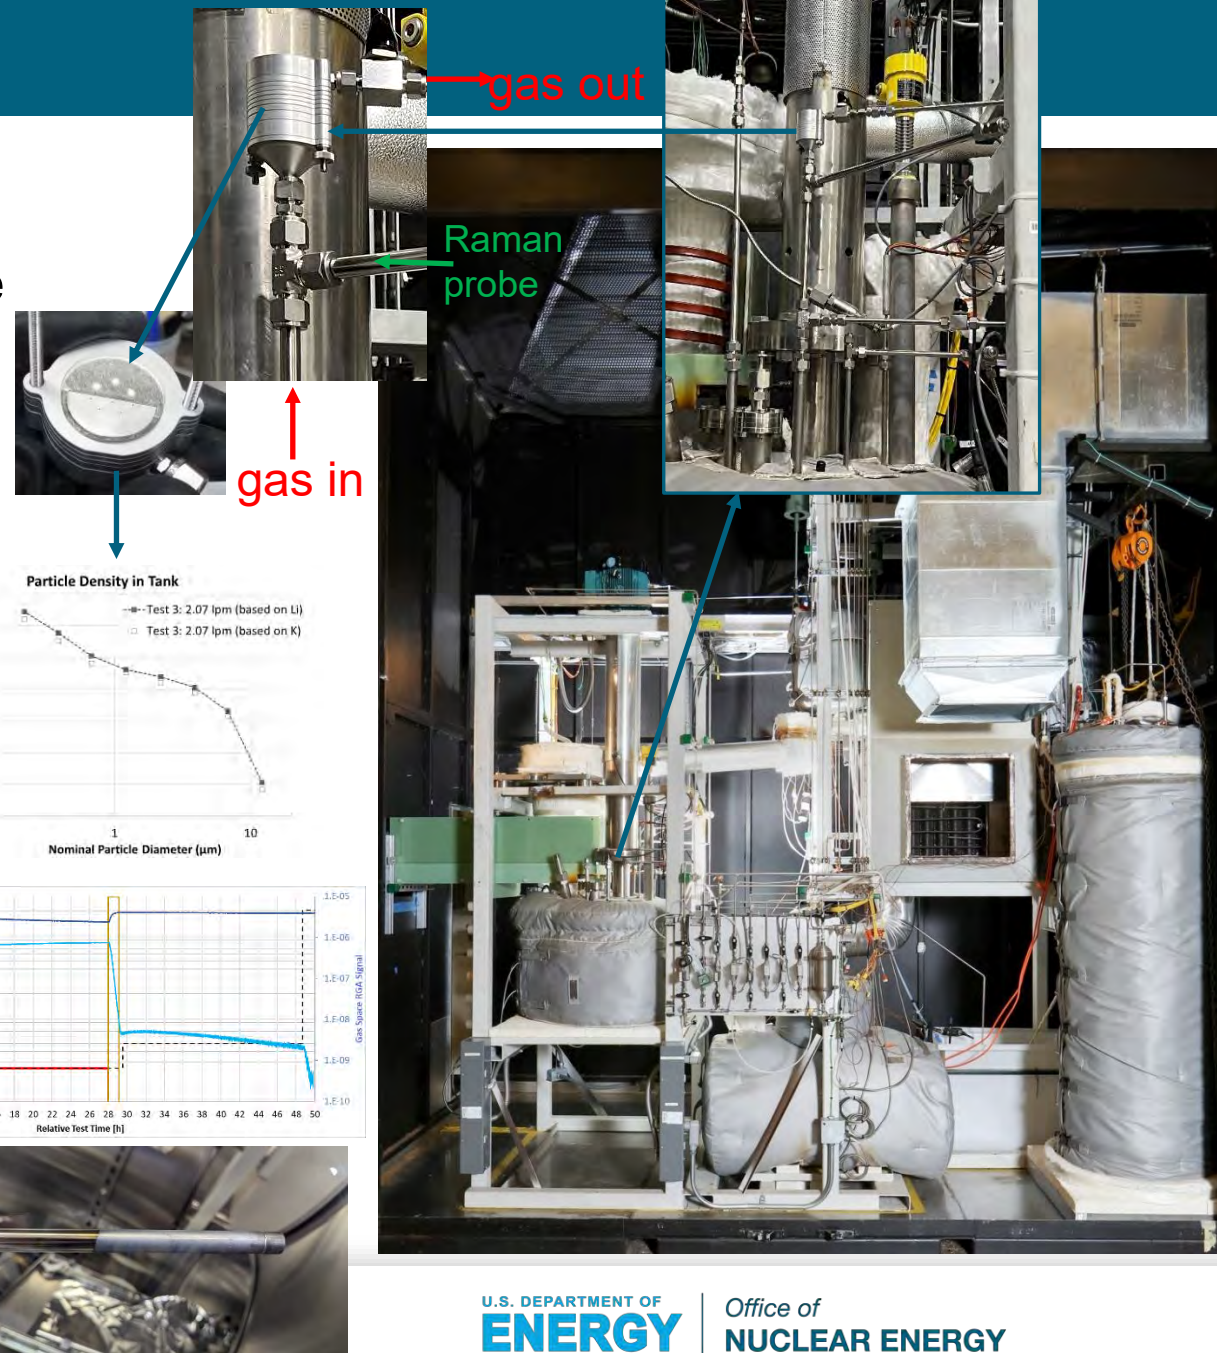 gas out
Raman
probe
e
gas in
Particle Density in Tank
Test 3: 2.07 lpm (based on Li)
Test 3: 2.07 lpm (based on K)
1
10
Nominal Particle Diameter (µm)
1.E-05
1.E-06
1.E-07
1.E-08
1.E-09
1.E-10
Gas Space RGA Signal
18 20 22 24 26 28 30 32 34 36 38 40 42 44 46 48 50
Relative Test Time [h]
U.S. DEPARTMENT OF
ENERGY
Office of
NUCLEAR ENERGY